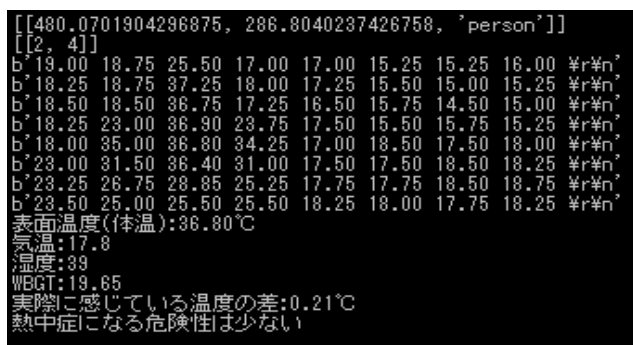 [[480.0701904296875, 286.8040237426758, 'person']]
[[2, 4]]
b'19.00 18.75 25.50 17.00 17.00 15.25 15.25 16.00 ¥r¥n'
b'18.25 18.75 37.25 18.00 17.25 15.50 15.00 15.25 ¥r¥n'
b'18.50 18.50 36.75 17.25 16.50 15.75 14.50 15.00 ¥r¥n'
b'18.25 23.00 36.90 23.75 17.50 15.50 15.75 15.25 ¥r¥n'
b'18.00 35.00 36.80 34.25 17.00 18.50 17.50 18.00 ¥r¥n'
b'23.00 31.50 36.40 31.00 17.50 17.50 18.50 18.25 ¥r¥n'
b'23.25 26.75 28.85 25.25 17.75 17.75 18.50 18.75 ¥r¥n'
b'23.50 25.00 25.50 25.50 18.25 18.00 17.75 18.25 ¥r¥n'
表面温度(体温):36.80℃
気温:17.8
湿度:39
WBGT:19.65
実際に感じている温度の差:0.21℃
熱中症になる危険性は少ない